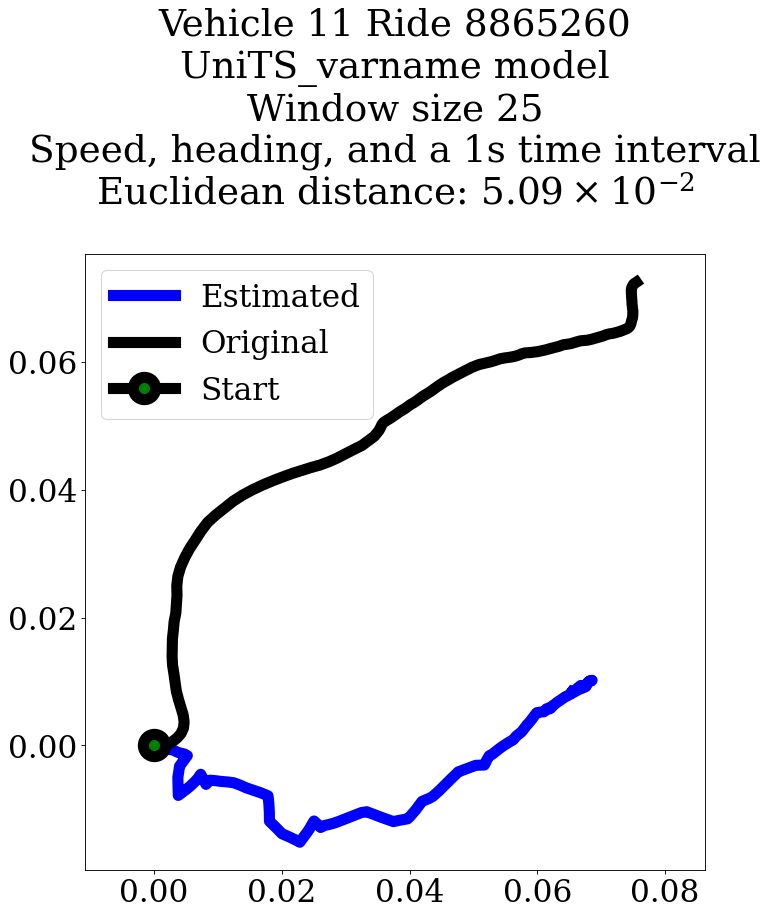 Vehicle 11 Ride 8865260
UniTS_varname model
Window size 25
Speed, heading, and a 1s time interval
Euclidean distance: 5.09 × 10⁻²
Estimated
Original
Start
0.06
0.04
0.02
0.00
0.00 0.02 0.04 0.06 0.08